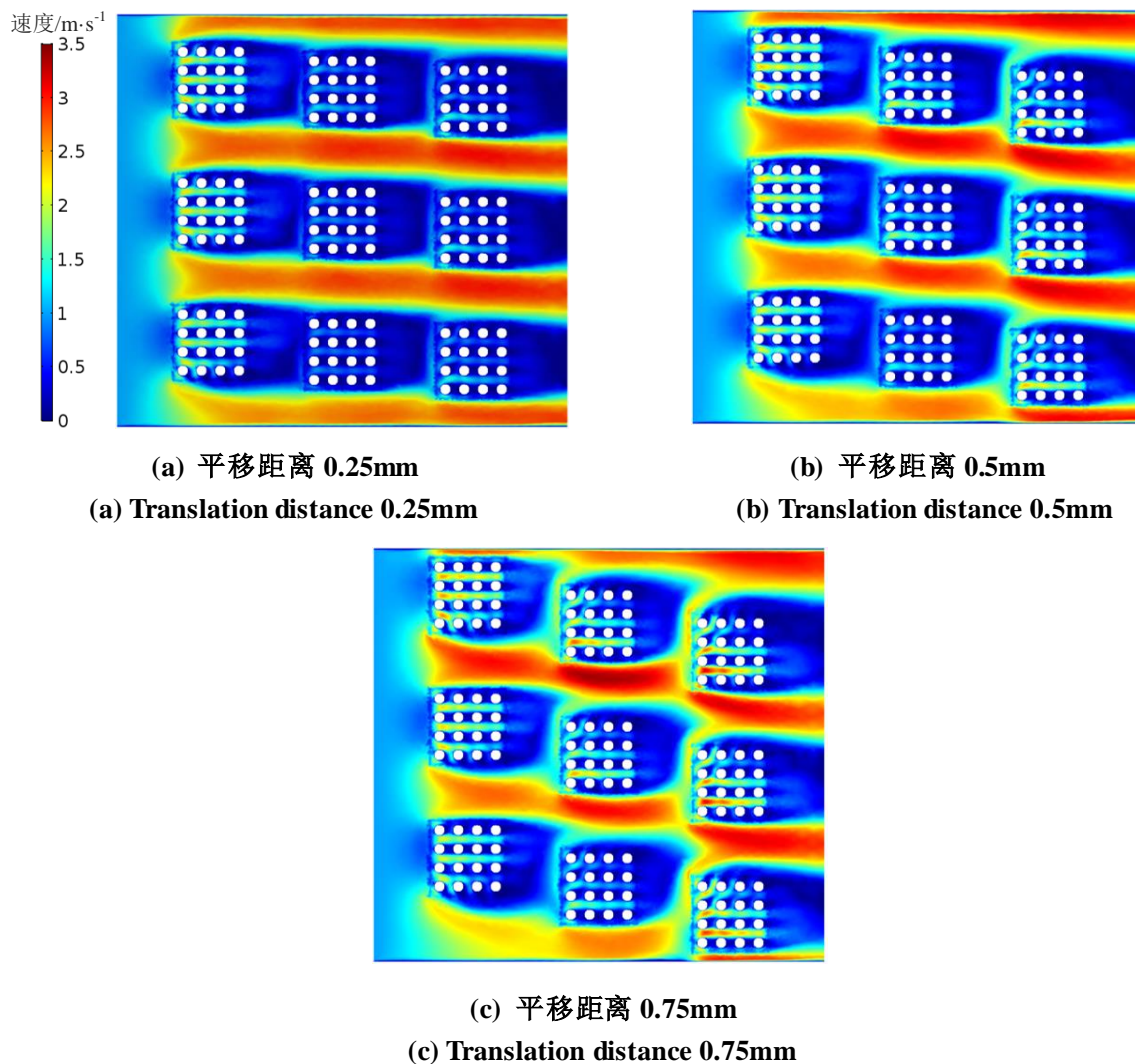 速度/m·s⁻¹
3.5
3
2.5
2
1.5
1
0.5
0
(a) 平移距离 0.25mm
(a) Translation distance 0.25mm
(b) 平移距离 0.5mm
(b) Translation distance 0.5mm
(c) 平移距离 0.75mm
(c) Translation distance 0.75mm